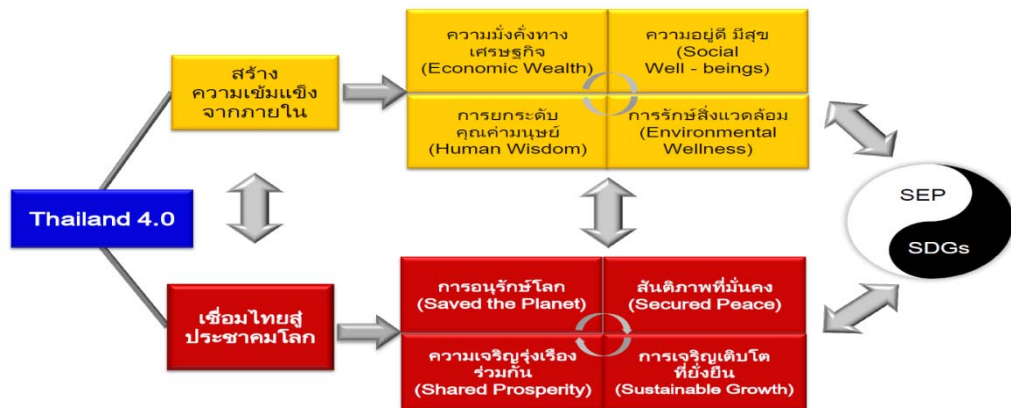 Thailand 4.0
สร้าง
ความเข้มแข็ง
จากภายใน
ความมั่งคั่งทาง
เศรษฐกิจ
(Economic Wealth)
ความอยู่ดี มีสุข
(Social
Well - beings)
การยกระดับ
คุณค่ามนุษย์
(Human Wisdom)
การรักษ์สิ่งแวดล้อม
(Environmental
Wellness)
เชื่อมไทยสู่
ประชาคมโลก
การอนุรักษ์โลก
(Saved the Planet)
สันติภาพที่มั่นคง
(Secured Peace)
ความเจริญรุ่งเรือง
ร่วมกัน
(Shared Prosperity)
การเจริญเติบโต
ที่ยั่งยืน
(Sustainable Growth)
SEP
SDGs